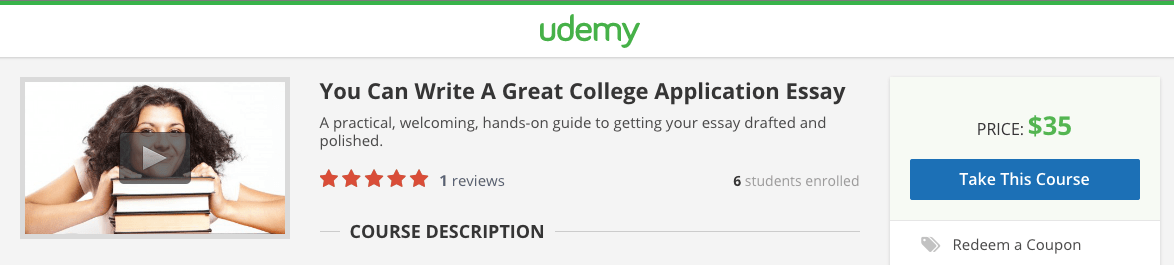 udemy
You Can Write A Great College Application Essay
A practical, welcoming, hands-on guide to getting your essay drafted and
polished.
1 reviews
6 students enrolled
COURSE DESCRIPTION
PRICE: $35
Take This Course
Redeem a Coupon